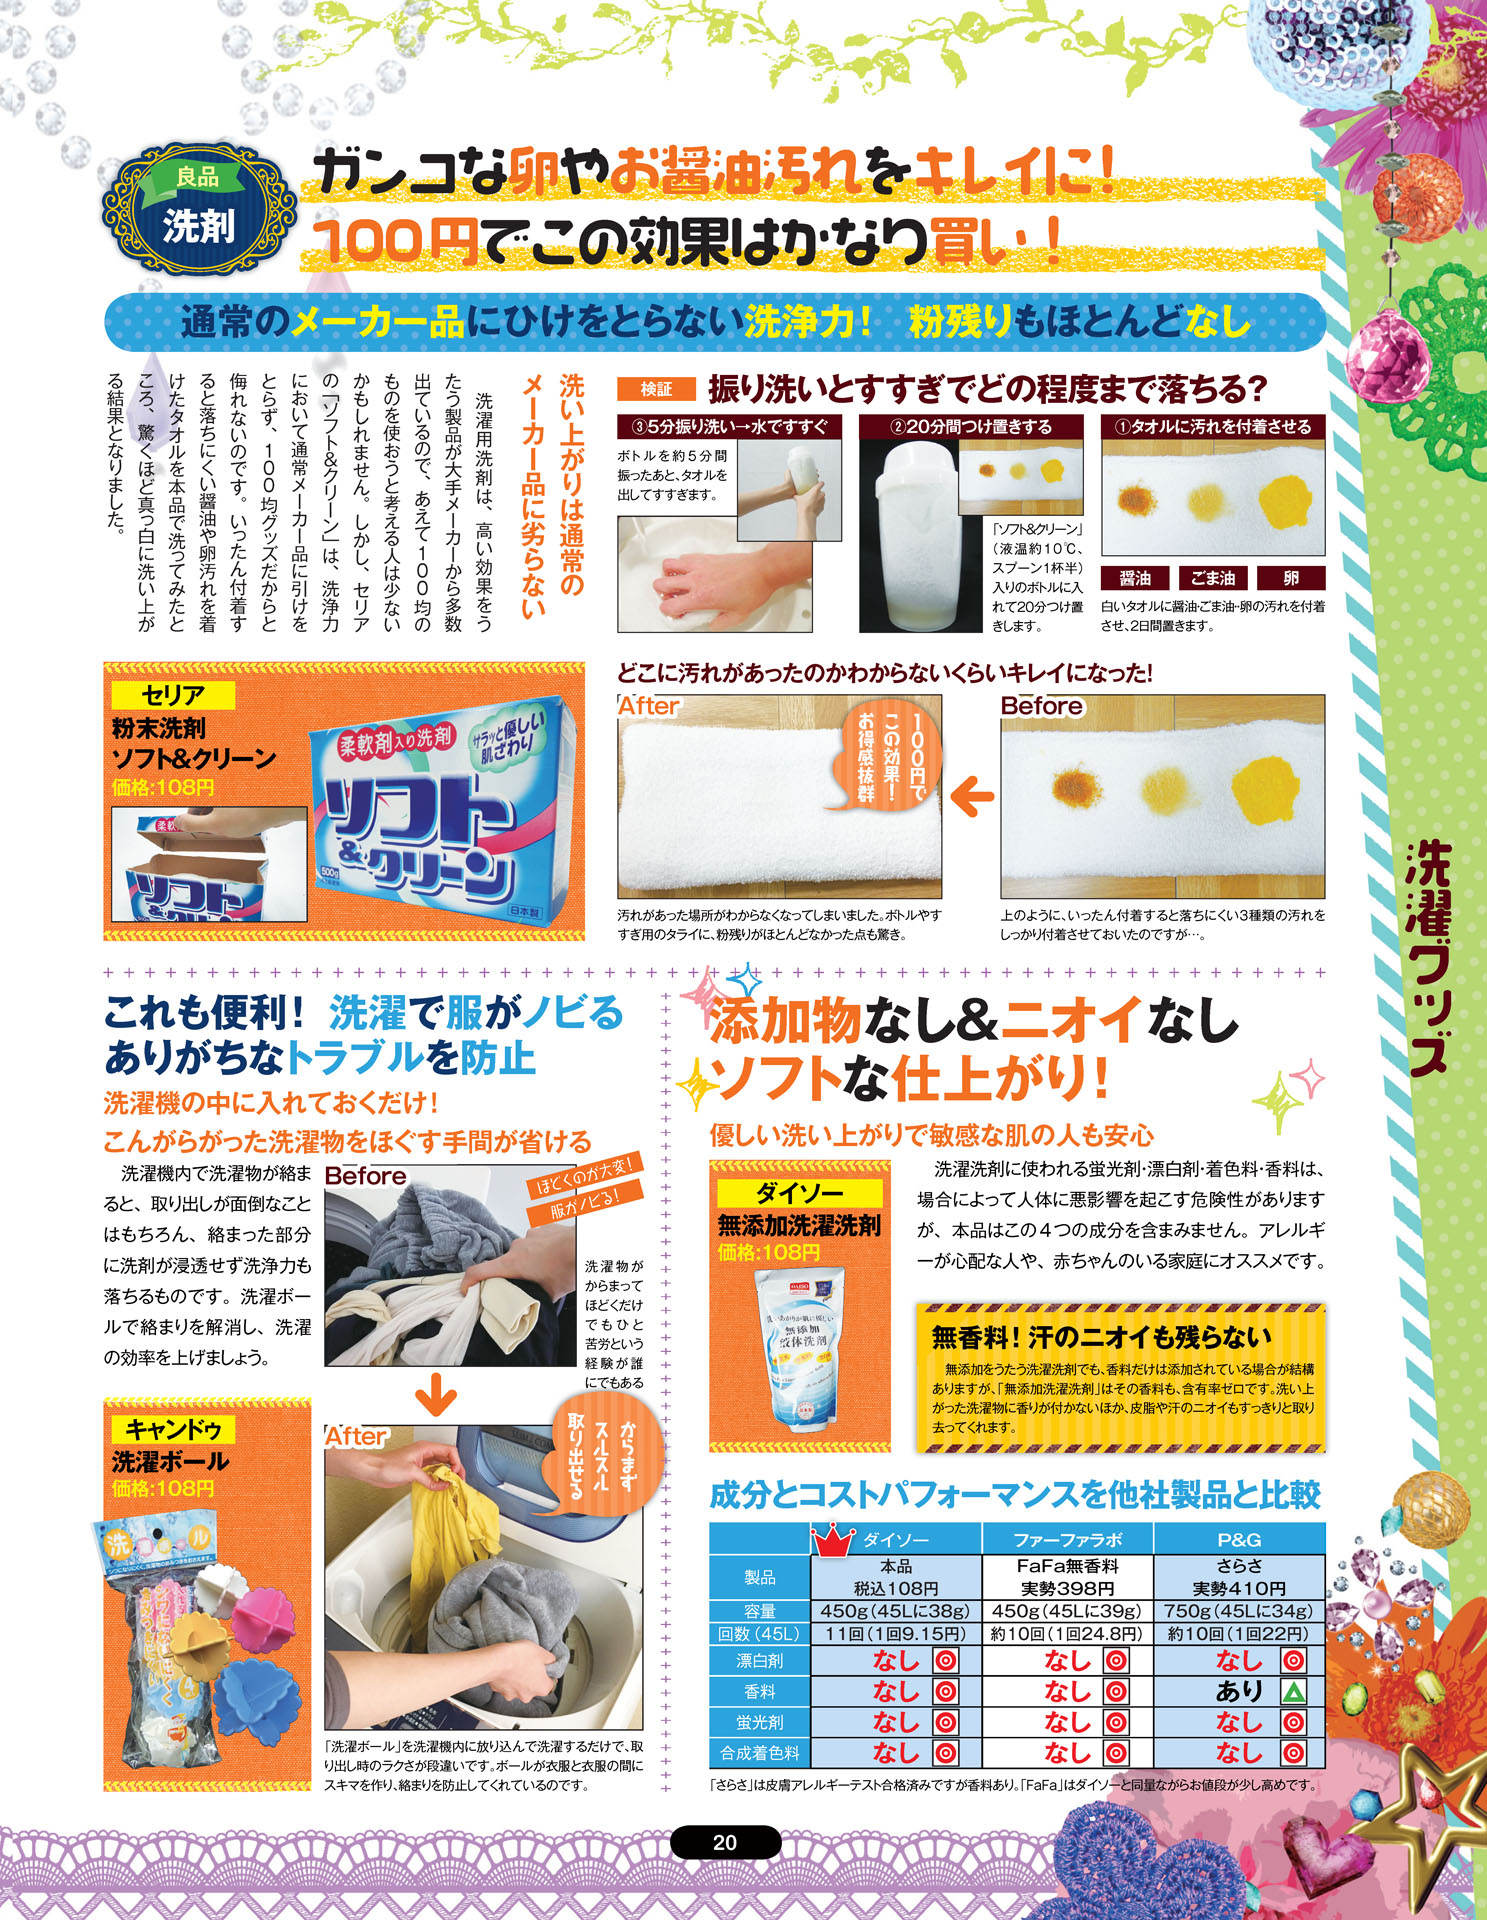 良品
洗剤
ガンコな卵やお醤油汚れをキレイに!
100円でこの効果はかなり買い!
通常のメーカー品にひけをとらない洗浄力! 粉残りもほとんどなし
洗い上がりは通常の
メーカー品に劣らない
洗濯用洗剤は、高い効果をう
たう製品が大手メーカーから多数
出ているので、あえて100均の
ものを使おうと考える人は少ない
かもしれません。しかし、セリア
の「ソフト&クリーン」は、洗浄力
において通常メーカー品に引けを
とらず、100均グッズだからと
侮れないのです。いったん付着す
ると落ちにくい醤油や卵汚れを着
けたタオルを本品で洗ってみたと
ころ、驚くほど真っ白に洗い上が
る結果となりました。
検証
振り洗いとすすぎでどの程度まで落ちる?
①タオルに汚れを付着させる
醤油
ごま油
卵
白いタオルに醤油・ごま油・卵の汚れを付着
させ、2日間置きます。
②20分間つけ置きする
「ソフト&クリーン」
(液温約10℃、
スプーン1杯半)
入りのボトルに入
れて20分つけ置
きします。
③5分振り洗い→水ですすぐ
ボトルを約5分間
振ったあと、タオルを
出してすすぎます。
どこに汚れがあったのかわからないくらいキレイになった!
Before
上のように、いったん付着すると落ちにくい3種類の汚れを
しっかり付着させておいたのですが…。
After
100円で
この効果!
お得感抜群
汚れがあった場所がわからなくなってしまいました。ボトルやす
すぎ用のタライに、粉残りがほとんどなかった点も驚き。
セリア
粉末洗剤
ソフト&クリーン
価格:108円
柔軟剤入り洗剤
サラッと優しい
肌ざわり
ソフト
&クリーン
500g
日本製
柔軟
ソフト
&クリーン
これも便利! 洗濯で服がノビる
ありがちなトラブルを防止
洗濯機の中に入れておくだけ!
こんがらがった洗濯物をほぐす手間が省ける
洗濯機内で洗濯物が絡ま
ると、取り出しが面倒なこと
はもちろん、絡まった部分
に洗剤が浸透せず洗浄力も
落ちるものです。洗濯ボー
ルで絡まりを解消し、洗濯
の効率を上げましょう。
Before
ほどくのが大変!
服がノビる!
洗濯物が
からまって
ほどくだけ
でもひと
苦労という
経験が誰
にでもある
After
からまず
スルスル
取り出せる
「洗濯ボール」を洗濯機内に放り込んで洗濯するだけで、取
り出し時のラクさが段違いです。ボールが衣服と衣服の間に
スキマを作り、絡まりを防止してくれているのです。
キャンドゥ
洗濯ボール
価格:108円
洗濯ボール
添加物なし&ニオイなし
ソフトな仕上がり!
優しい洗い上がりで敏感な肌の人も安心
ダイソー
無添加洗濯洗剤
価格:108円
DAISO
洗いあがりが肌に優しい
無添加
液体洗剤
洗濯洗剤に使われる蛍光剤・漂白剤・着色料・香料は、
場合によって人体に悪影響を起こす危険性があります
が、本品はこの4つの成分を含みません。アレルギ
ーが心配な人や、赤ちゃんのいる家庭にオススメです。
無香料! 汗のニオイも残らない
無添加をうたう洗濯洗剤でも、香料だけは添加されている場合が結構
ありますが、「無添加洗濯洗剤」はその香料も、含有率ゼロです。洗い上
がった洗濯物に香りが付かないほか、皮脂や汗のニオイもすっきりと取り
去ってくれます。
成分とコストパフォーマンスを他社製品と比較
ダイソー ファーファラボ P&G
製品 本品 FaFa無香料 さらさ
税込108円 実勢398円 実勢410円
容量 450g(45Lに38g) 450g(45Lに39g) 750g(45Lに34g)
回数(45L) 11回(1回9.15円) 約10回(1回24.8円) 約10回(1回22円)
漂白剤 なし◎ なし◎ なし◎
香料 なし◎ なし◎ あり△
蛍光剤 なし◎ なし◎ なし◎
合成着色料 なし◎ なし◎ なし◎
「さらさ」は皮膚アレルギーテスト合格済みですが香料あり。「FaFa」はダイソーと同量ながらお値段が少し高めです。
洗濯グッズ
20